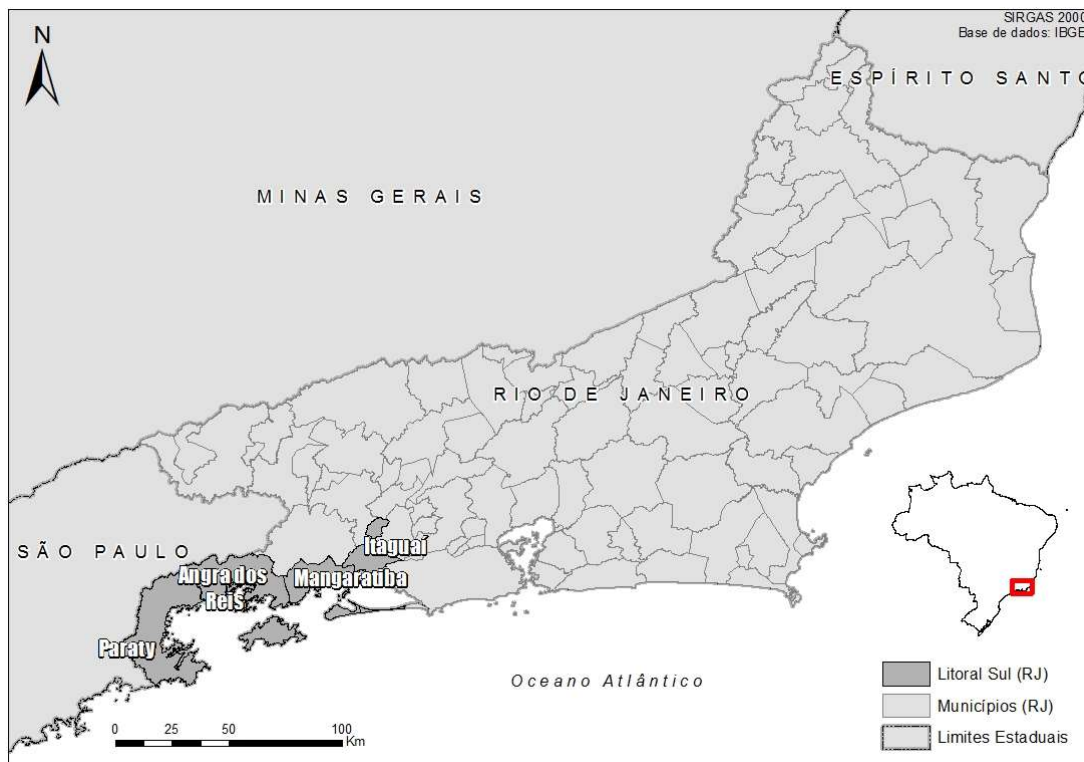 SIRGAS 2000
Base de dados: IBGE
N
ESPÍRITO SANTO
MINAS GERAIS
RIO DE JANEIRO
SÃO PAULO
Itaguaí
Mangaratiba
Angra dos
Reis
Paraty
Oceano Atlântico
0 25 50 100
Km
Litoral Sul (RJ)
Municípios (RJ)
Limites Estaduais